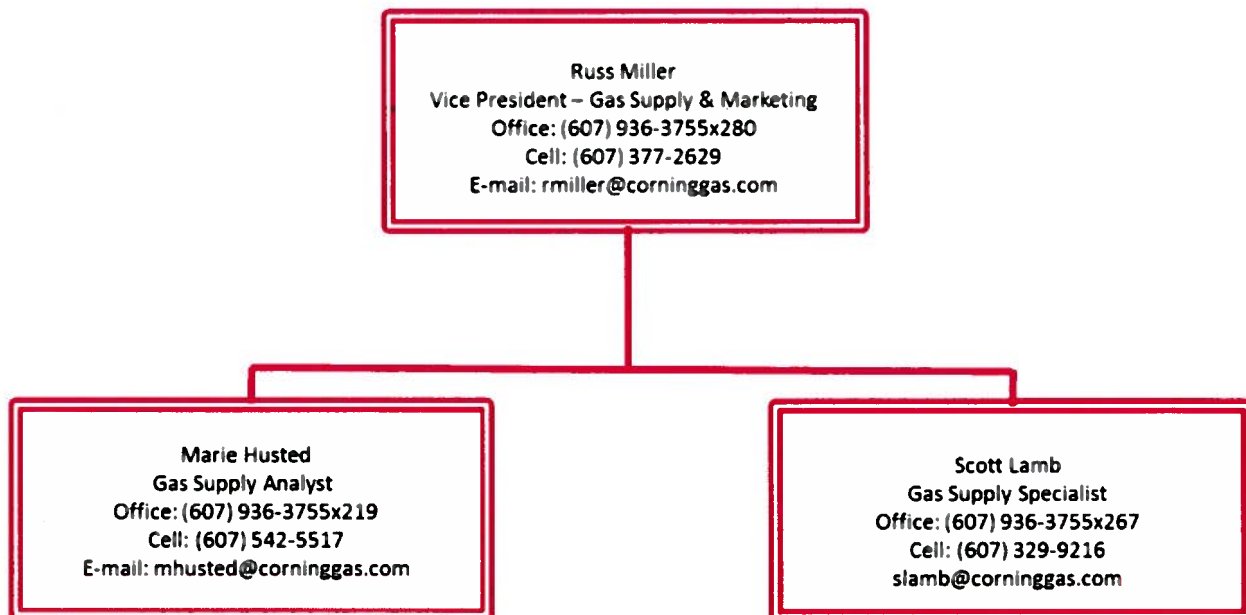 Russ Miller
Vice President – Gas Supply & Marketing
Office: (607) 936-3755x280
Cell: (607) 377-2629
E-mail: rmiller@corninggas.com
Marie Husted
Gas Supply Analyst
Office: (607) 936-3755x219
Cell: (607) 542-5517
E-mail: mhusted@corninggas.com
Scott Lamb
Gas Supply Specialist
Office: (607) 936-3755x267
Cell: (607) 329-9216
slamb@corninggas.com